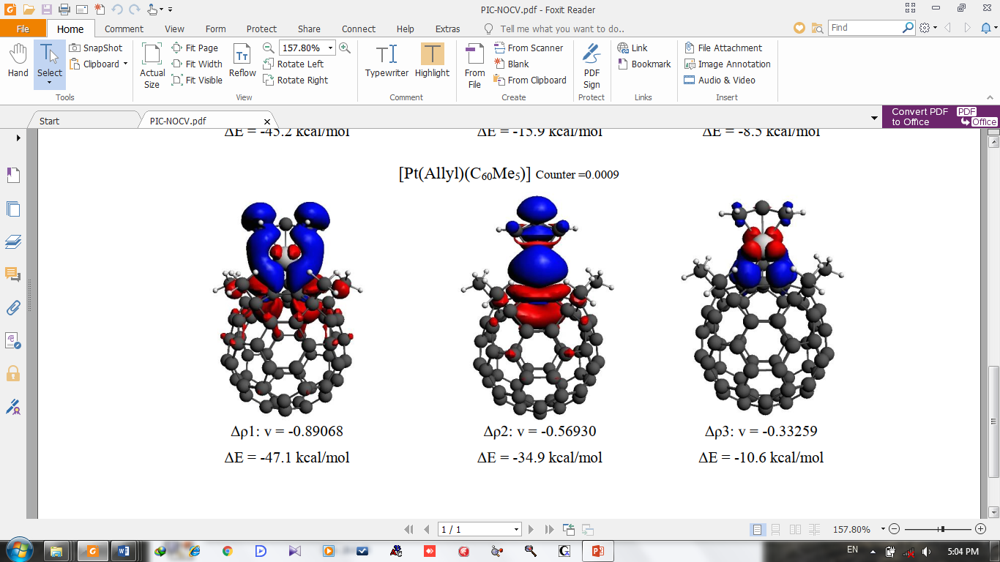 PIC-NOCV.pdf - Foxit Reader
File Home Comment View Form Protect Share Connect Help Extras Tell me what you want to do.. Find
SnapShot Fit Page 157.80% From Scanner Link File Attachment
Clipboard Fit Width Rotate Left Blank Bookmark Image Annotation
Fit Visible Rotate Right From Clipboard Audio & Video
Hand Select Actual Size Reflow Typewriter Highlight From File PDF Sign
Tools View Comment Create Protect Links Insert
Start PIC-NOCV.pdf x Convert PDF to Office PDF Office
ΔE = -45.2 kcal/mol ΔE = -15.9 kcal/mol ΔE = -8.5 kcal/mol
[Pt(Allyl)(C₆₀Me₅)] Counter =0.0009
Δρ1: v = -0.89068 Δρ2: v = -0.56930 Δρ3: v = -0.33259
ΔE = -47.1 kcal/mol ΔE = -34.9 kcal/mol ΔE = -10.6 kcal/mol
1 / 1 157.80%
EN 5:04 PM